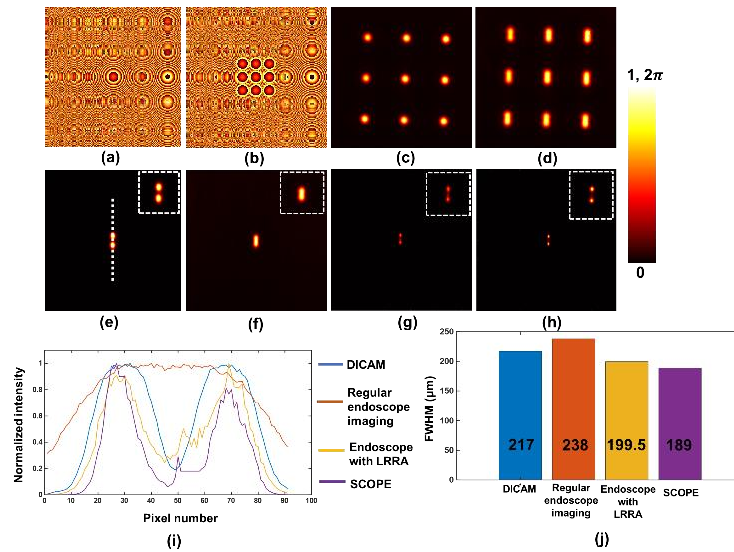 1, 2π
0
(a)
(b)
(c)
(d)
(e)
(f)
(g)
(h)
Normalized intensity
1
0.8
0.6
0.4
0.2
0
0 10 20 30 40 50 60 70 80 90 100
Pixel number
DICAM
Regular
endoscope
imaging
Endoscope
with LRRA
SCOPE
(i)
FWHM (μm)
250
200
150
100
50
0
217
238
199.5
189
DICAM
Regular
endoscope
imaging
Endoscope
with
LRRA
SCOPE
(j)